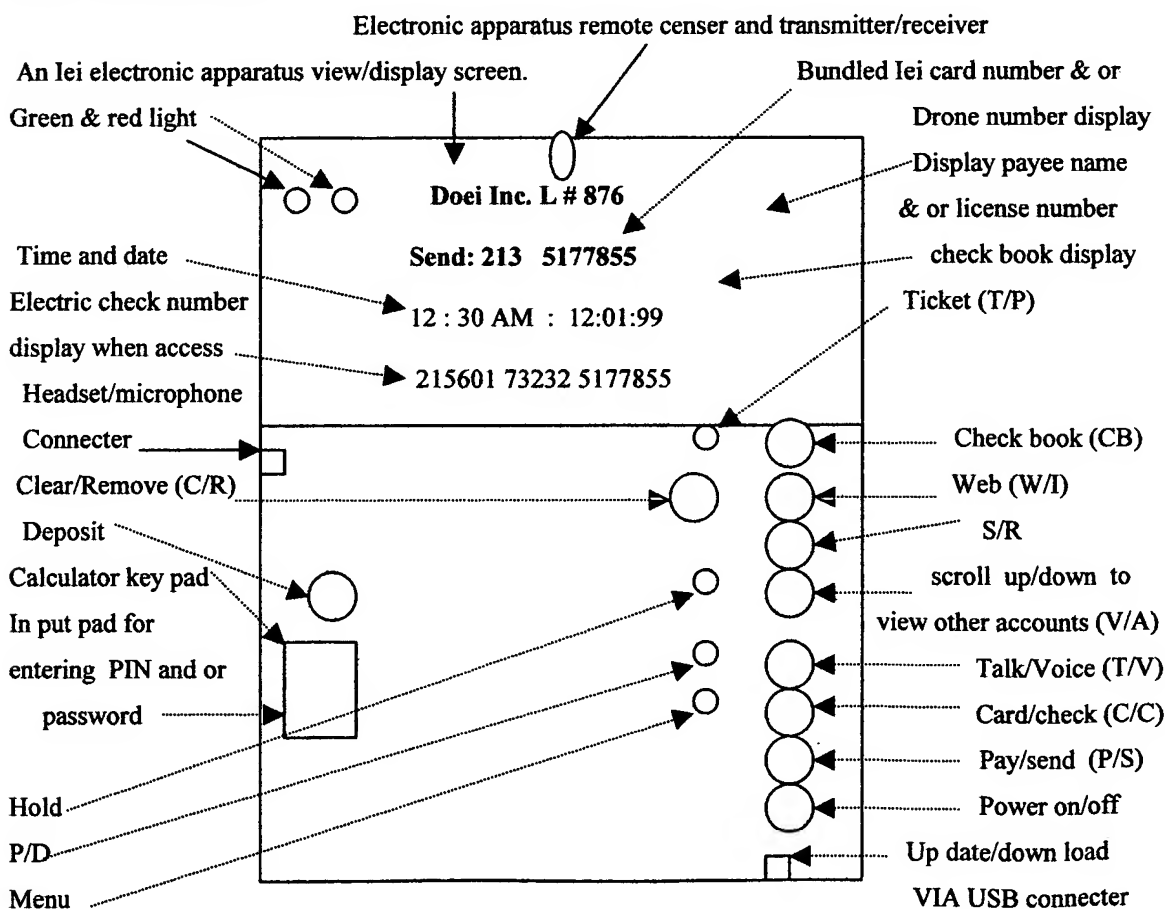 Electronic apparatus remote censer and transmitter/receiver
An Iei electronic apparatus view/display screen.
Bundled Iei card number & or
Green & red light
Drone number display
Display payee name
Doei Inc. L # 876
& or license number
Send: 213 5177855
Time and date
check book display
Electric check number
12 : 30 AM : 12:01:99
Ticket (T/P)
display when access
215601 73232 5177855
Headset/microphone
Connecter
Check book (CB)
Clear/Remove (C/R)
Web (W/I)
Deposit
S/R
Calculator key pad
scroll up/down to
In put pad for
view other accounts (V/A)
entering PIN and or
Talk/Voice (T/V)
password
Card/check (C/C)
Pay/send (P/S)
Hold
Power on/off
P/D
Up date/down load
Menu
VIA USB connecter